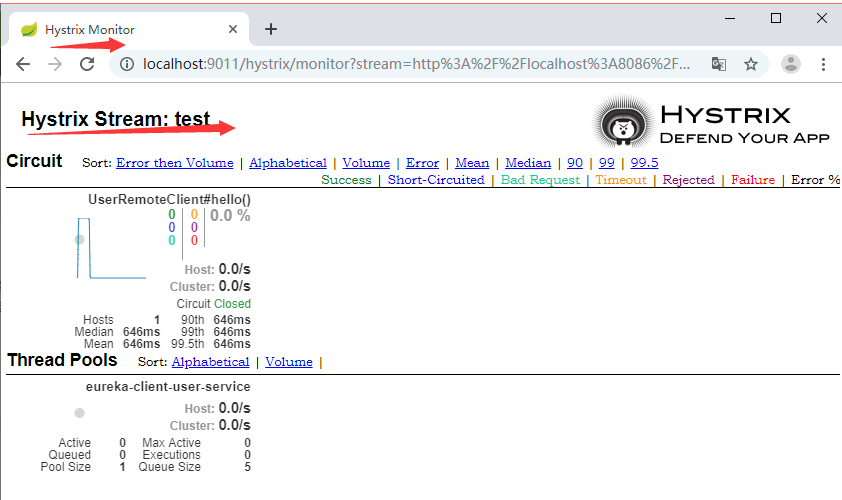 Hystrix Monitor
localhost:9011/hystrix/monitor?stream=http%3A%2F%2Flocalhost%3A8086%2F...
Hystrix Stream: test
HYSTRIX
DEFEND YOUR APP
Circuit Sort: Error then Volume | Alphabetical | Volume | Error | Mean | Median | 90 | 99 | 99.5
Success | Short-Circuited | Bad Request | Timeout | Rejected | Failure | Error %
UserRemoteClient#hello()
0 0 0.0 %
0 0
0 0
Host: 0.0/s
Cluster: 0.0/s
Circuit Closed
Hosts 1 90th 646ms
Median 646ms 99th 646ms
Mean 646ms 99.5th 646ms
Thread Pools Sort: Alphabetical | Volume |
eureka-client-user-service
Host: 0.0/s
Cluster: 0.0/s
Active 0 Max Active 0
Queued 0 Executions 0
Pool Size 1 Queue Size 5